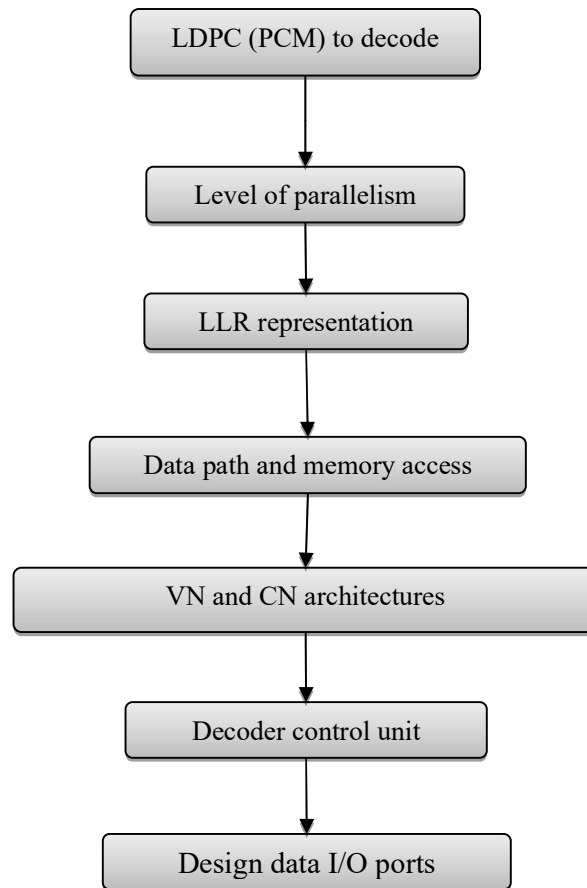 LDPC (PCM) to decode
Level of parallelism
LLR representation
Data path and memory access
VN and CN architectures
Decoder control unit
Design data I/O ports